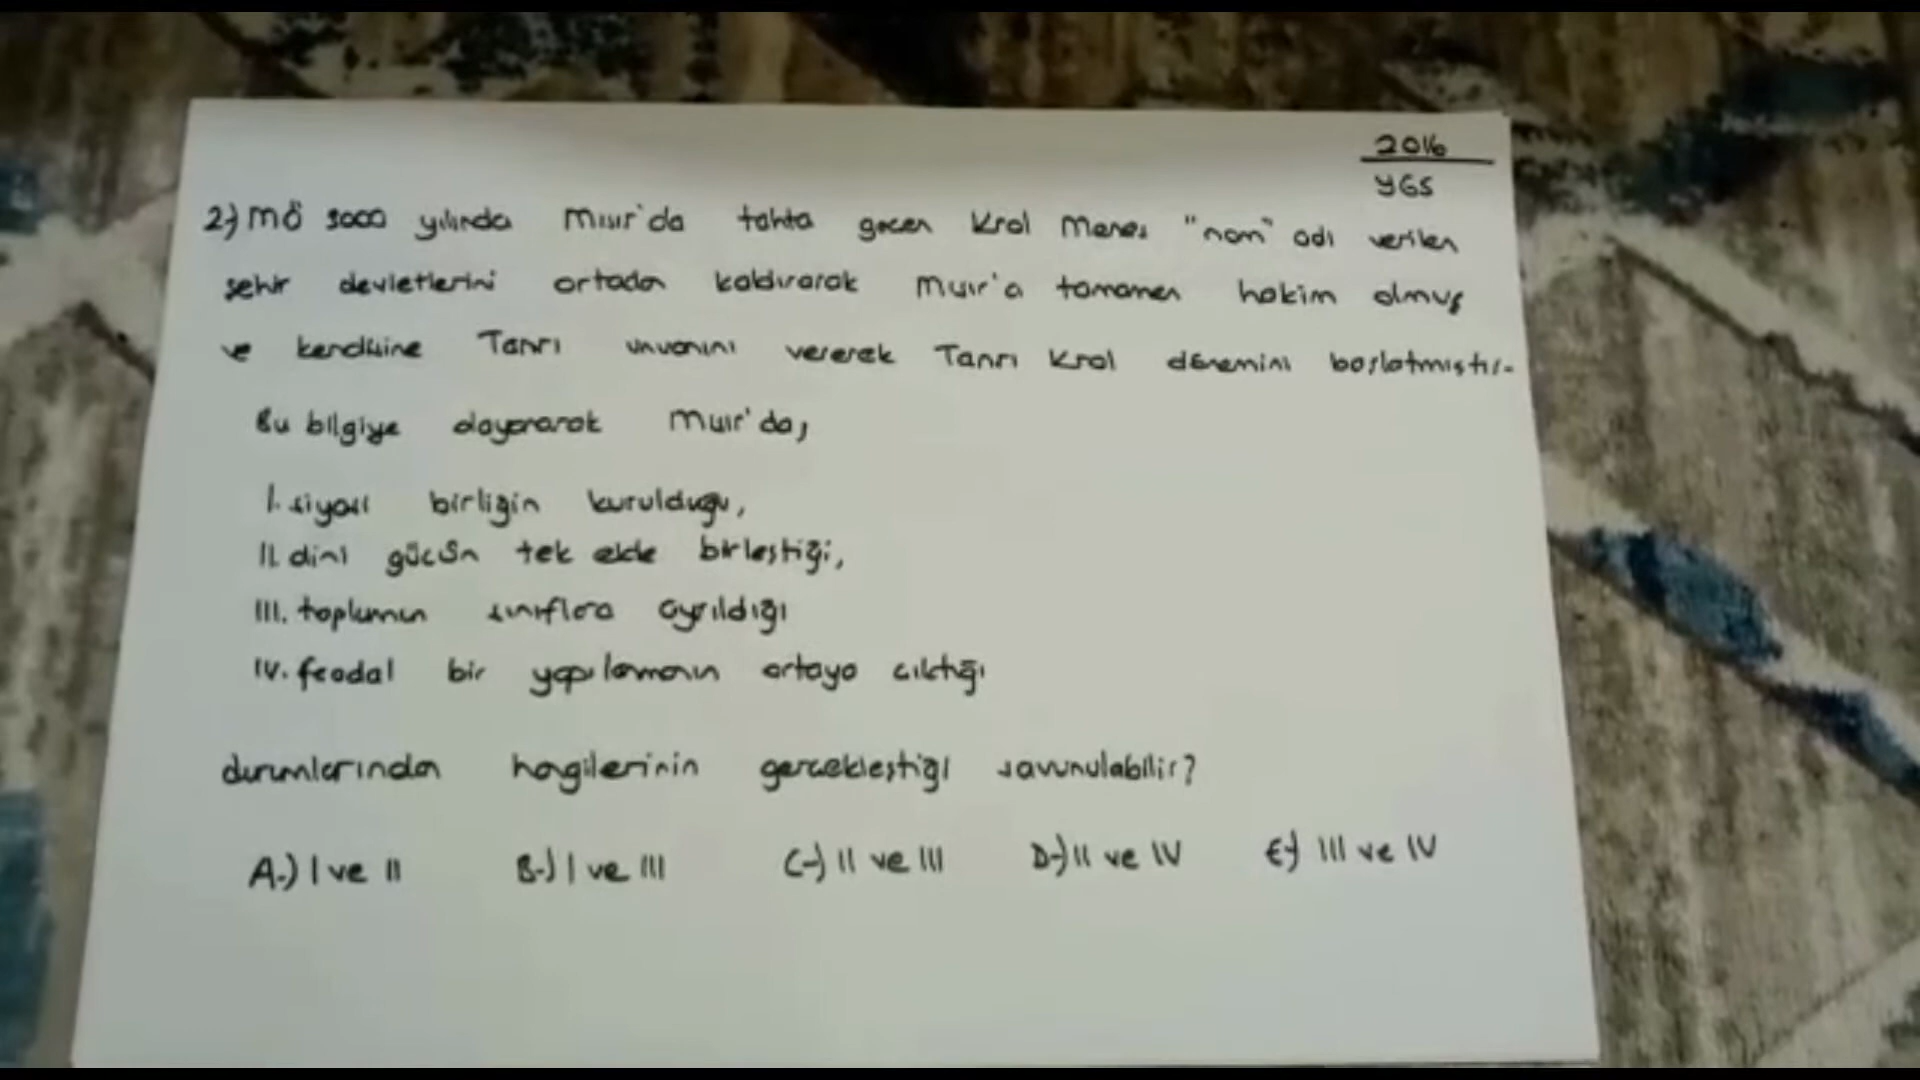 2016
YGS
2-) MÖ 3000 yılında Mısır'da tahta geçen Kral Menes "nom" adı verilen
şehir devletlerini ortadan kaldırarak Mısır'a tamamen hakim olmuş
ve kendisine Tanrı unvanını vererek Tanrı Kral dönemini başlatmıştır.
Bu bilgiye dayanarak Mısır'da,
I. siyasi birliğin kurulduğu,
II. dini gücün tek elde birleştiği,
III. toplumun sınıflara ayrıldığı
IV. feodal bir yapılamanın ortaya çıktığı
durumlarından hangilerinin gerçekleştiği savunulabilir?
A-) I ve II B-) I ve III C-) II ve III D-) II ve IV E-) III ve IV